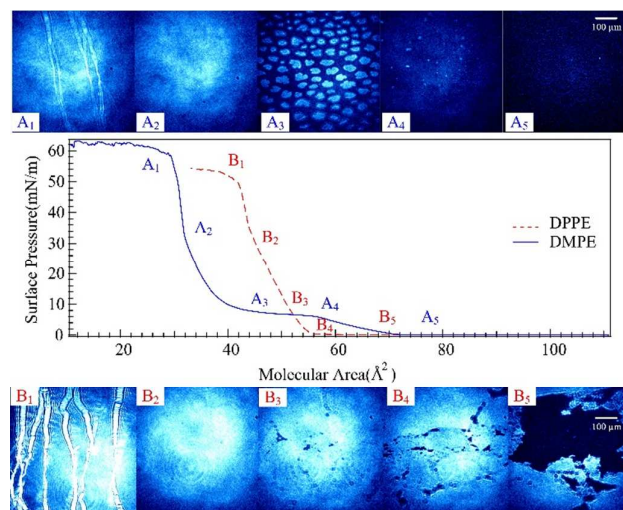 100 μm
A1 A2 A3 A4 A5
Surface Pressure(mN/m)
60
50
40
30
20
10
0
A1
A2
A3
A4
A5
B1
B2
B3
B4
B5
DPPE
DMPE
20 40 60 80 100
Molecular Area(Å2)
B1 B2 B3 B4 B5
100 μm